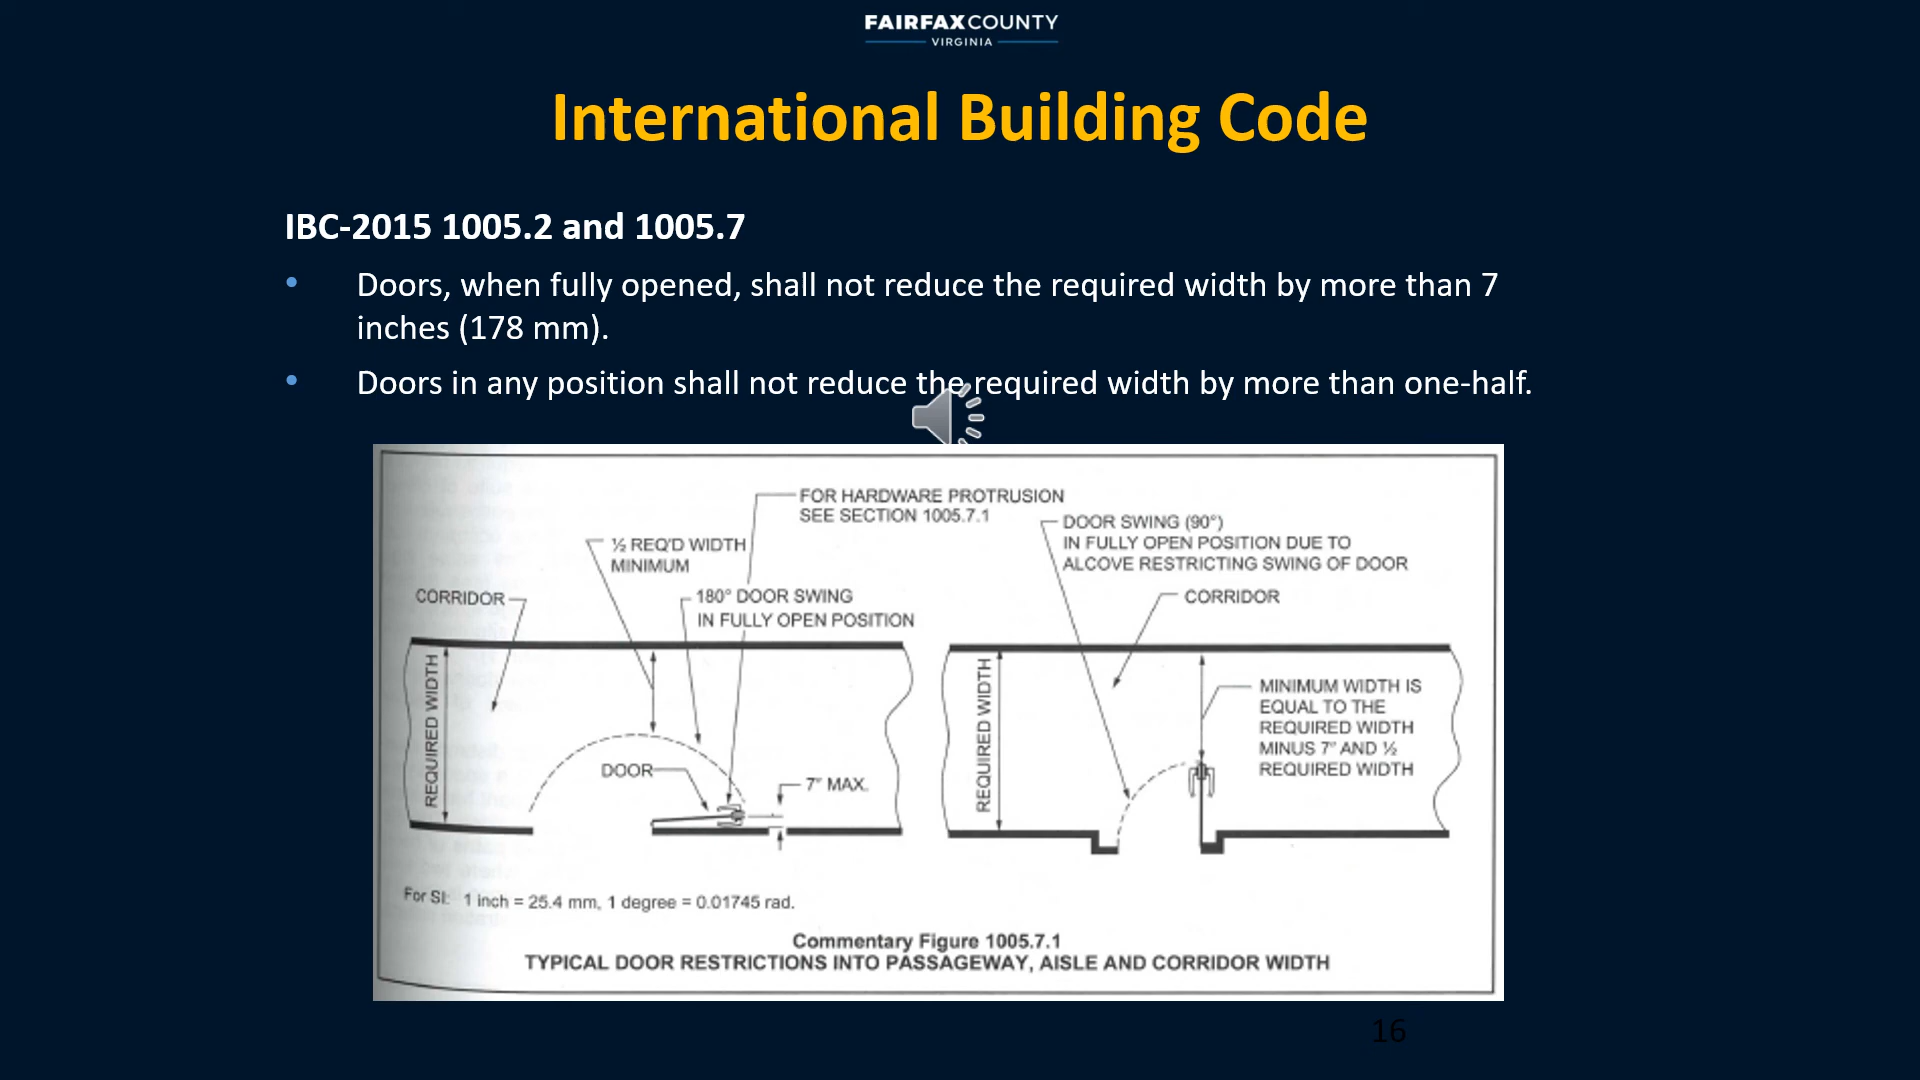 FAIRFAX COUNTY
VIRGINIA
International Building Code
IBC-2015 1005.2 and 1005.7
• Doors, when fully opened, shall not reduce the required width by more than 7
inches (178 mm).
• Doors in any position shall not reduce the required width by more than one-half.
FOR HARDWARE PROTRUSION
SEE SECTION 1005.7.1
½ REQ'D WIDTH
MINIMUM
CORRIDOR
180° DOOR SWING
IN FULLY OPEN POSITION
REQUIRED WIDTH
DOOR
7" MAX.
DOOR SWING (90°)
IN FULLY OPEN POSITION DUE TO
ALCOVE RESTRICTING SWING OF DOOR
CORRIDOR
REQUIRED WIDTH
MINIMUM WIDTH IS
EQUAL TO THE
REQUIRED WIDTH
MINUS 7" AND ½
REQUIRED WIDTH
For SI: 1 inch = 25.4 mm, 1 degree = 0.01745 rad.
Commentary Figure 1005.7.1
TYPICAL DOOR RESTRICTIONS INTO PASSAGEWAY, AISLE AND CORRIDOR WIDTH
16